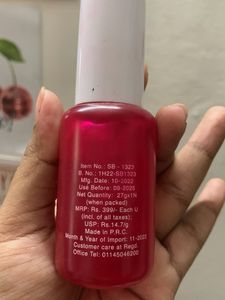 Item No.: SB - 1323
B. No.: 1H22-SB1323
Mfg. Date: 10-2022
Use Before: 09-2025
Net Quantity: 27gx1N
(when packed)
MRP: Rs. 399/- Each U
(incl. of all taxes)
USP: Rs.14.7/g
Made in P.R.C.
Month & Year of Import: 11-2022
Customer care at Regd.
Office Tel: 01145046200